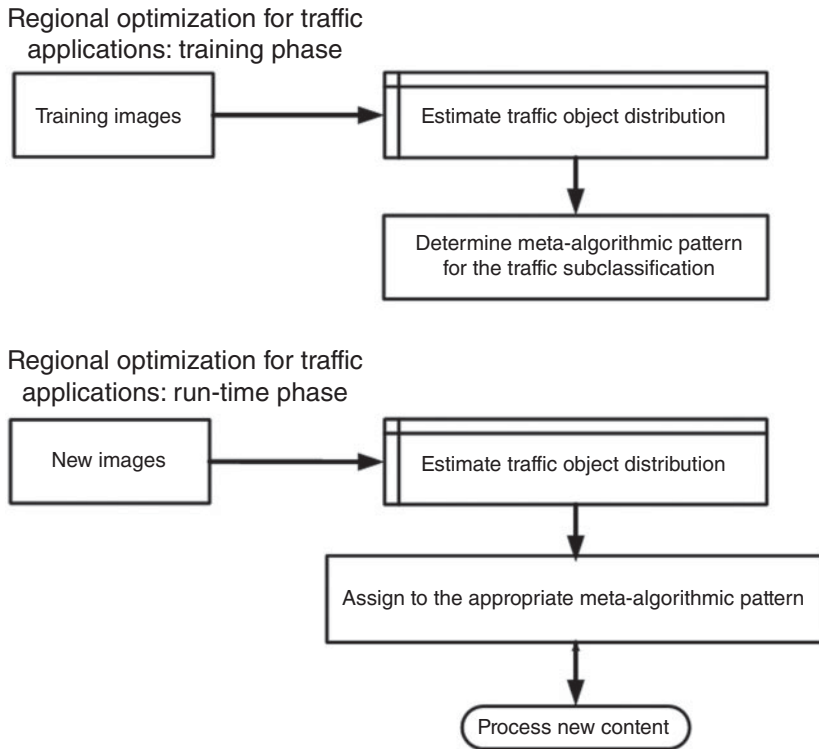 Regional optimization for traffic
applications: training phase
Training images
Estimate traffic object distribution
Determine meta-algorithmic pattern
for the traffic subclassification
Regional optimization for traffic
applications: run-time phase
New images
Estimate traffic object distribution
Assign to the appropriate meta-algorithmic pattern
Process new content